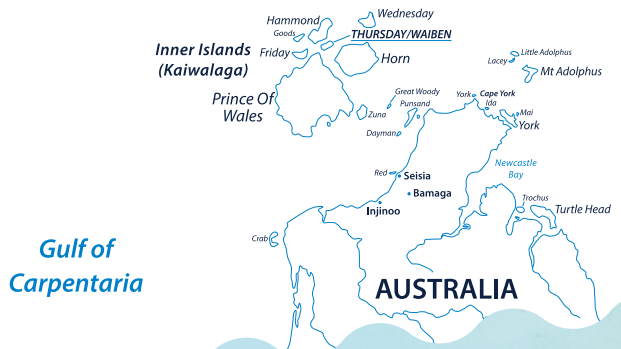 Hammond
Wednesday
Goods
THURSDAY/WAIBEN
Inner Islands
(Kaiwalaga)
Friday
Horn
Little Adolphus
Lacey
Mt Adolphus
Prince Of
Wales
Great Woody
Zuna
Punsand
York
Cape York
Ida
Mai
York
Dayman
Newcastle
Bay
Red
Seisia
Bamaga
Injinoo
Trochus
Turtle Head
Crab
Gulf of
Carpentaria
AUSTRALIA